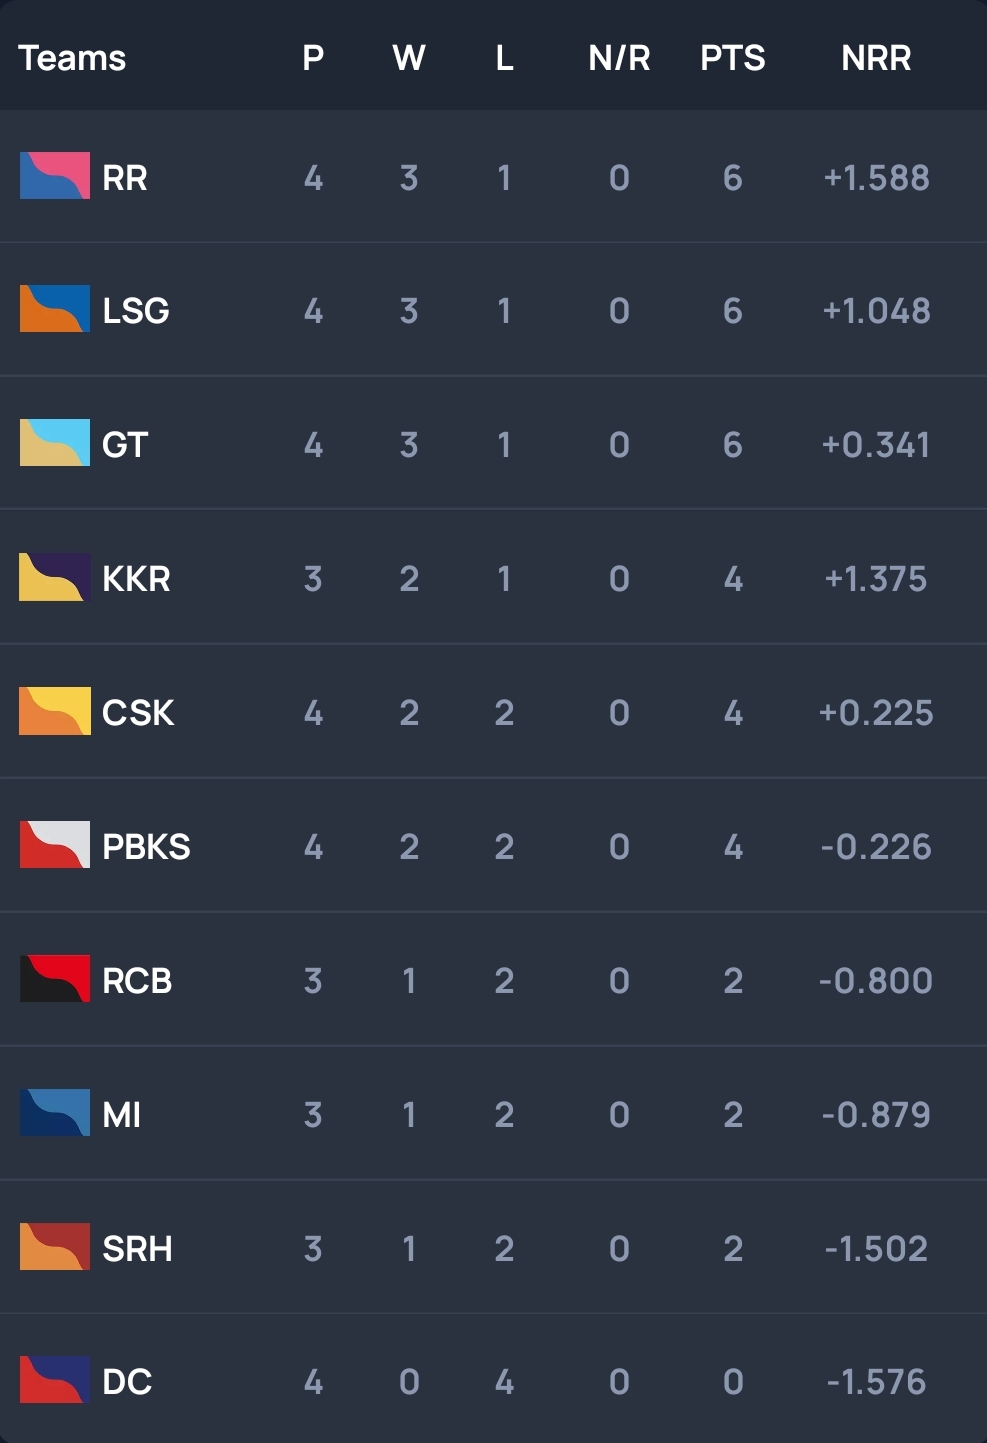 Teams P W L N/R PTS NRR
RR 4 3 1 0 6 +1.588
LSG 4 3 1 0 6 +1.048
GT 4 3 1 0 6 +0.341
KKR 3 2 1 0 4 +1.375
CSK 4 2 2 0 4 +0.225
PBKS 4 2 2 0 4 -0.226
RCB 3 1 2 0 2 -0.800
MI 3 1 2 0 2 -0.879
SRH 3 1 2 0 2 -1.502
DC 4 0 4 0 0 -1.576